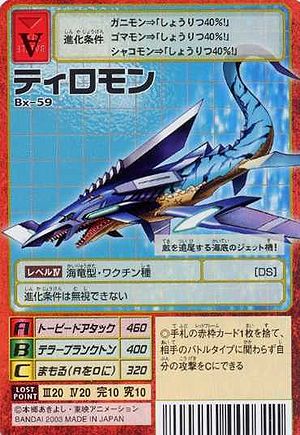 V
ガニモン⇒「しょうりつ40%!」
進化条件
ゴマモン⇒「しょうりつ40%!」
シャコモン⇒「しょうりつ40%!」
ティロモン
Bx-59
敵を追尾する海底のジェット機!
レベルⅣ 海竜型・ワクチン種 [DS]
進化条件は無視できない
A トーピードアタック 460
B テラープランクトン 400
C まもる(Aを0に) 320
○手札の赤枠カード1枚を捨て、
相手のバトルタイプに関わらず自
分の攻撃をCにできる
LOST POINT Ⅲ20 Ⅳ20 完10 究10
©本郷あきよし・東映アニメーション
BANDAI 2003 MADE IN JAPAN